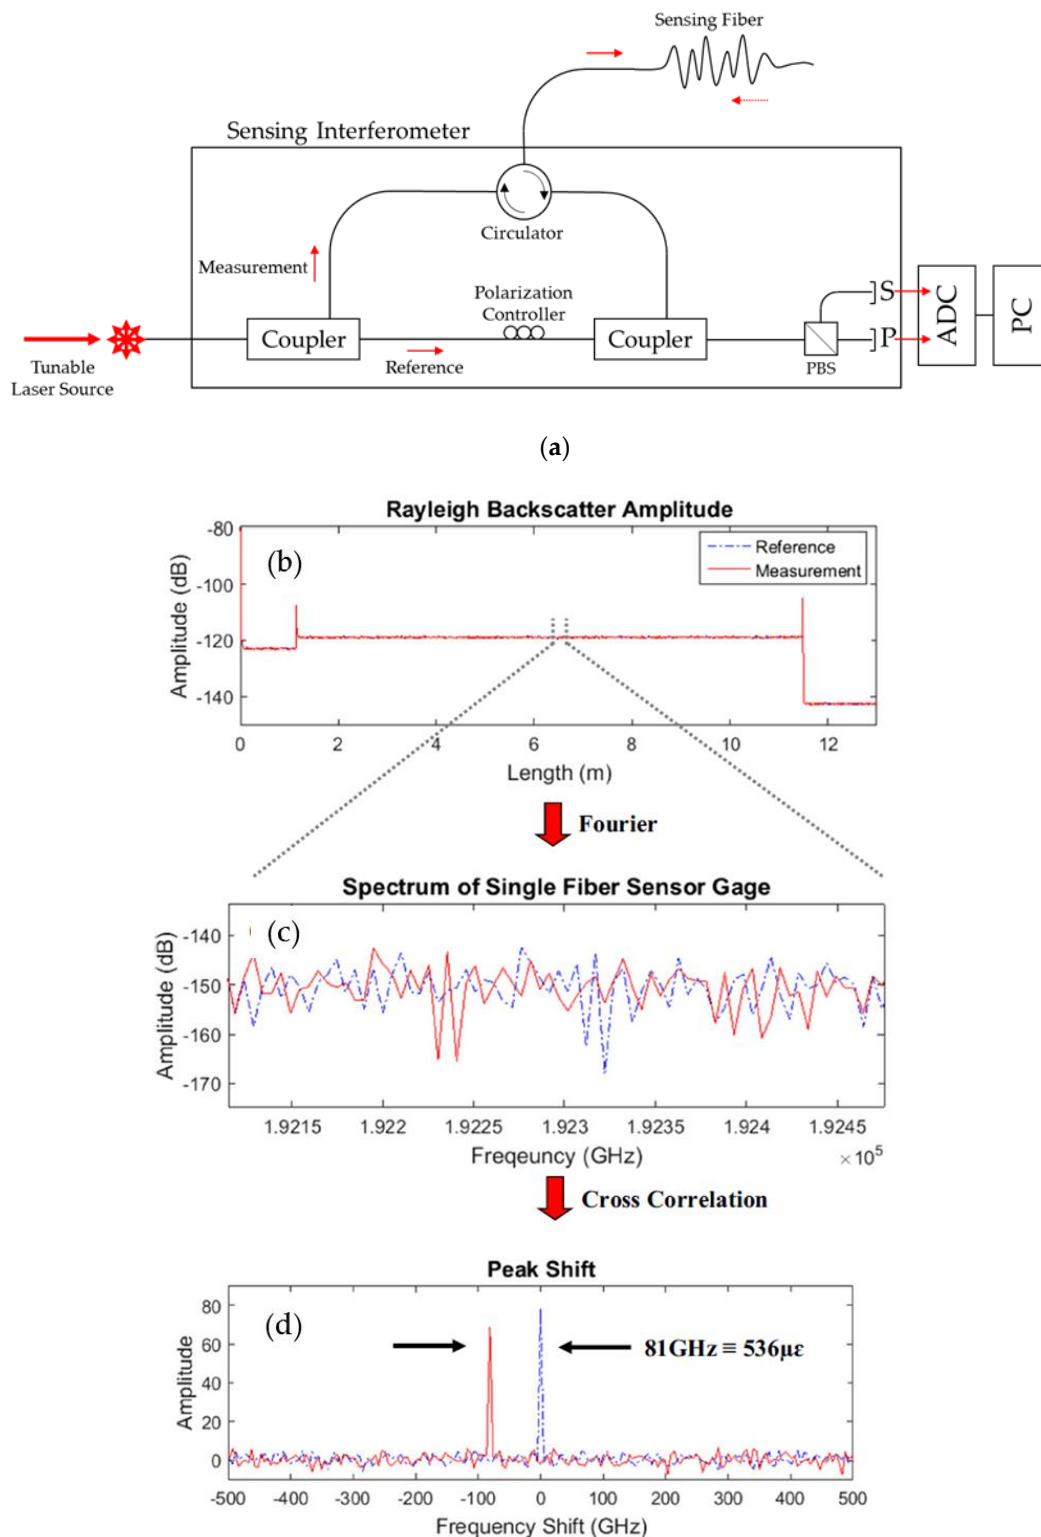 Sensing Fiber
Sensing Interferometer
Circulator
Measurement
Polarization
Controller
Coupler
Coupler
Reference
Tunable
Laser Source
PBS
S
P
ADC
PC
(a)
Rayleigh Backscatter Amplitude
(b)
Reference
Measurement
Amplitude (dB)
-80
-100
-120
-140
0 2 4 6 8 10 12
Length (m)
Fourier
Spectrum of Single Fiber Sensor Gage
(c)
Amplitude (dB)
-140
-150
-160
-170
1.9215 1.922 1.9225 1.923 1.9235 1.924 1.9245
×10⁵
Freqeuncy (GHz)
Cross Correlation
Peak Shift
(d)
81GHz ≡ 536με
Amplitude
80
60
40
20
0
-500 -400 -300 -200 -100 0 100 200 300 400 500
Frequency Shift (GHz)